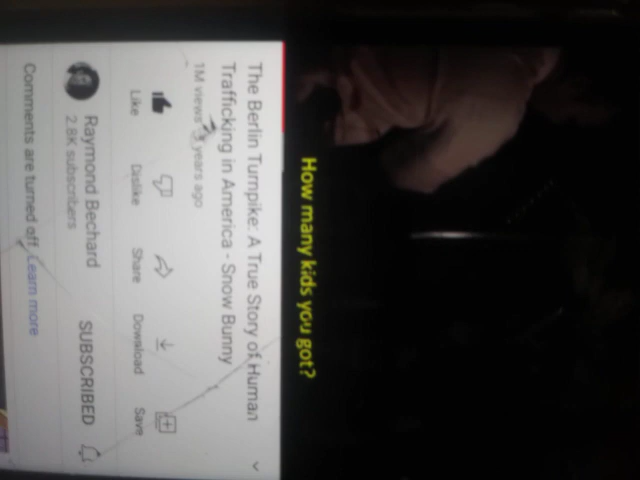 How many kids you got?
The Berlin Turnpike: A True Story of Human
Trafficking in America - Snow Bunny
1M views 3 years ago
Like Dislike Share Download Save
Raymond Bechard
2.8K subscribers
SUBSCRIBED
Comments are turned off. Learn more